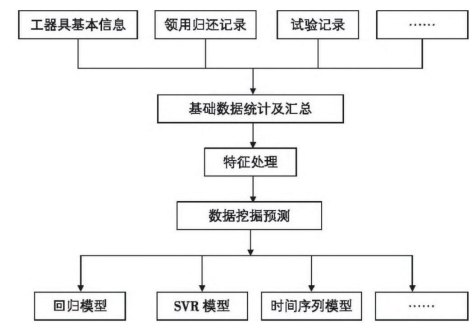 工器具基本信息
领用归还记录
试验记录
……
基础数据统计及汇总
特征处理
数据挖掘预测
回归模型
SVR 模型
时间序列模型
……